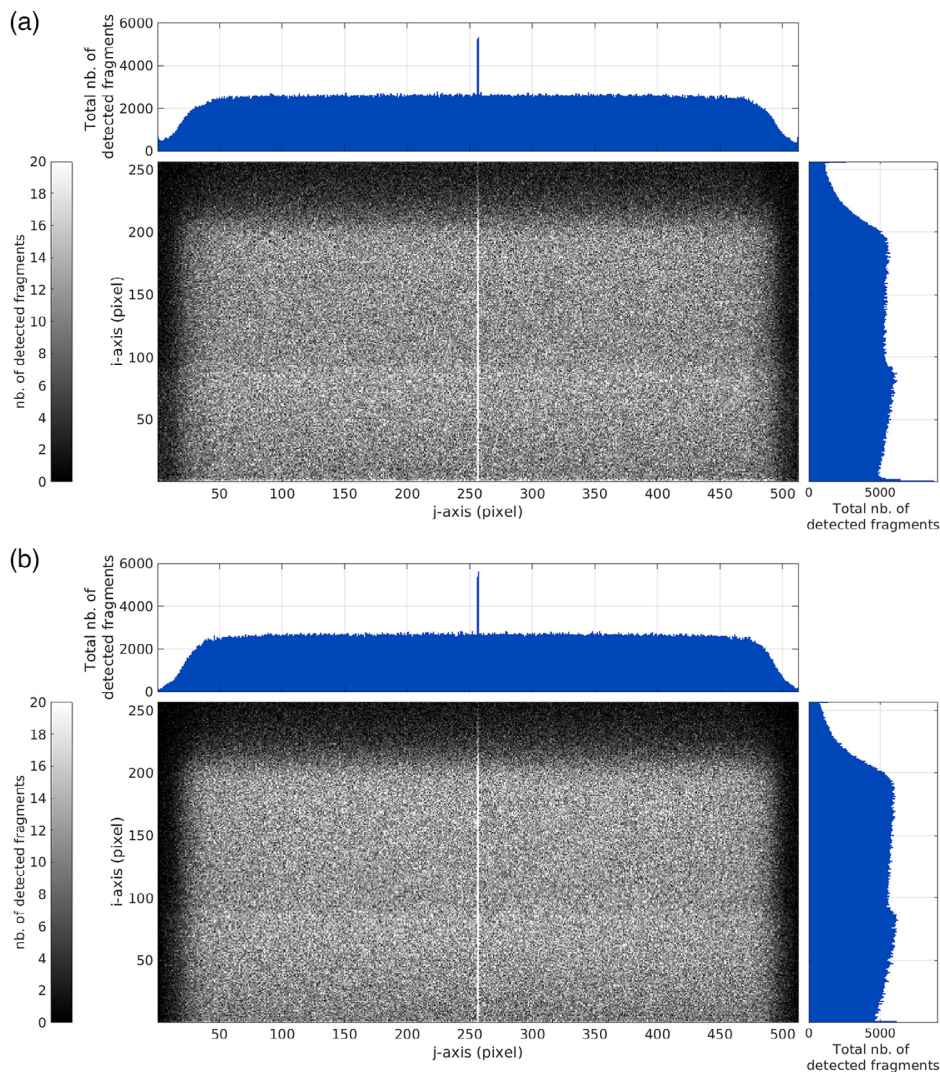 (a)
6000
4000
2000
0
Total nb. of
detected fragments
20
18
16
14
12
10
8
6
4
2
0
nb. of detected fragments
250
200
150
100
50
i-axis (pixel)
50 100 150 200 250 300 350 400 450 500
j-axis (pixel)
0 5000
Total nb. of
detected fragments
(b)
6000
4000
2000
0
Total nb. of
detected fragments
20
18
16
14
12
10
8
6
4
2
0
nb. of detected fragments
250
200
150
100
50
i-axis (pixel)
50 100 150 200 250 300 350 400 450 500
j-axis (pixel)
0 5000
Total nb. of
detected fragments